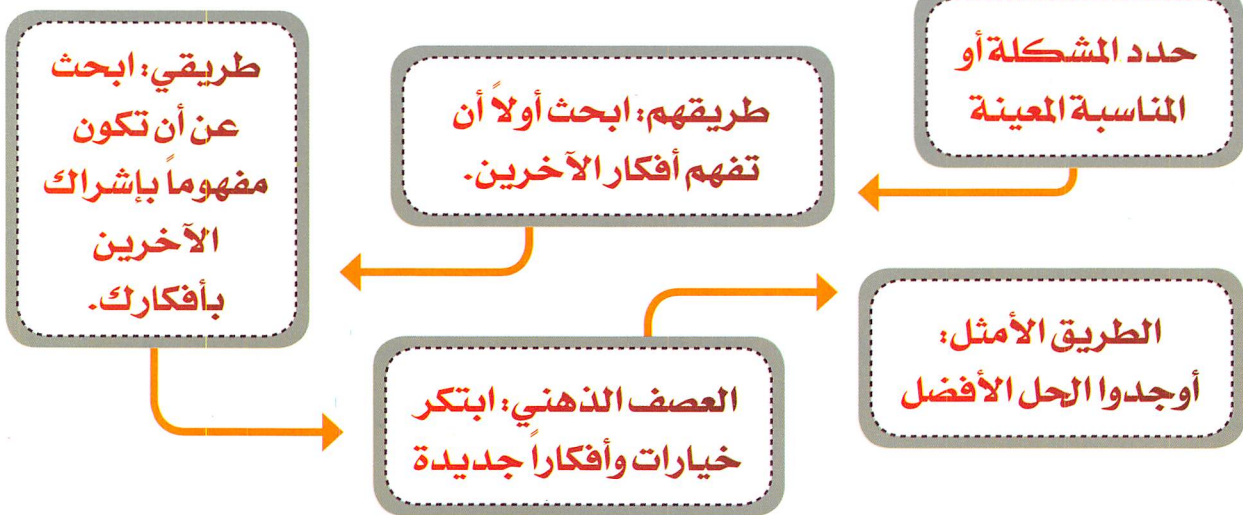 حدد المشكلة أو
المناسبة المعينة
طريقهم: ابحث أولاً أن
تفهم أفكار الآخرين.
طريقي: ابحث
عن أن تكون
مفهوماً بإشراك
الآخرين
بأفكارك.
العصف الذهني: ابتكر
خيارات وأفكاراً جديدة
الطريق الأمثل:
أوجدوا الحل الأفضل